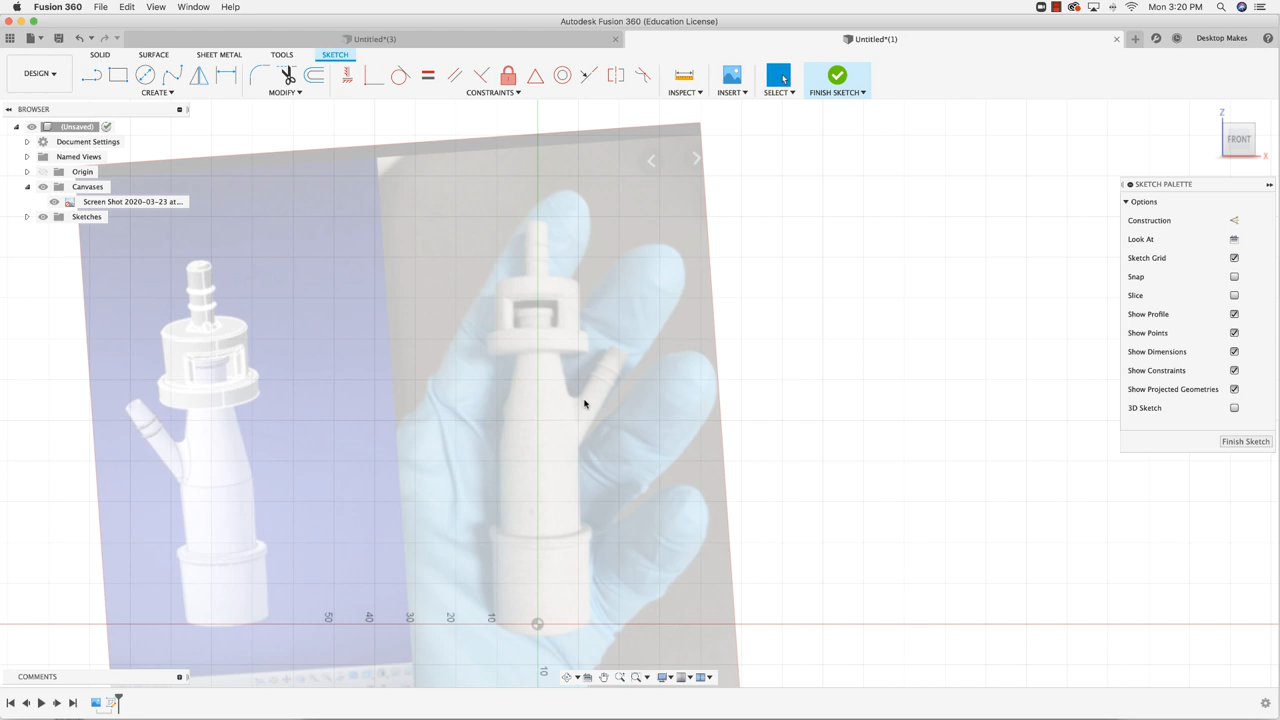 Fusion 360 File Edit View Window Help Mon 3:20 PM
Autodesk Fusion 360 (Education License)
Untitled*(3) Untitled*(1) Desktop Makes
SOLID SURFACE SHEET METAL TOOLS SKETCH
DESIGN
CREATE MODIFY CONSTRAINTS INSPECT INSERT SELECT FINISH SKETCH
BROWSER
(Unsaved)
Document Settings
Named Views
Origin
Canvases
Screen Shot 2020-03-23 at...
Sketches
Z
FRONT
X
SKETCH PALETTE
Options
Construction
Look At
Sketch Grid
Snap
Slice
Show Profile
Show Points
Show Dimensions
Show Constraints
Show Projected Geometries
3D Sketch
Finish Sketch
50 40 30 20 10
10
COMMENTS